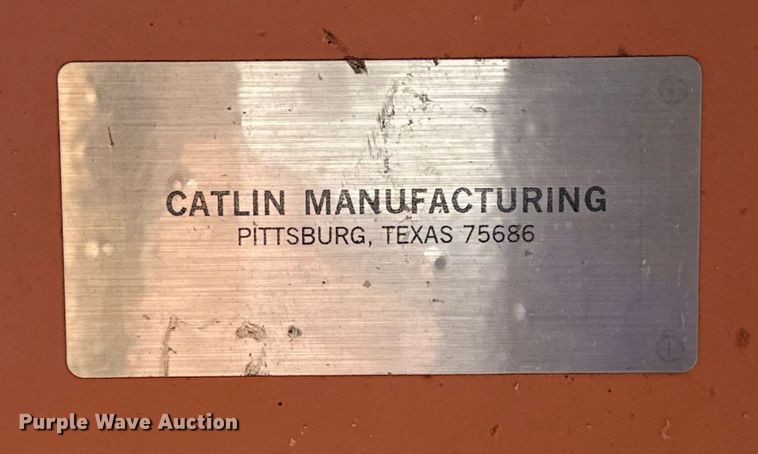 CATLIN MANUFACTURING
PITTSBURG, TEXAS 75686
Purple Wave Auction